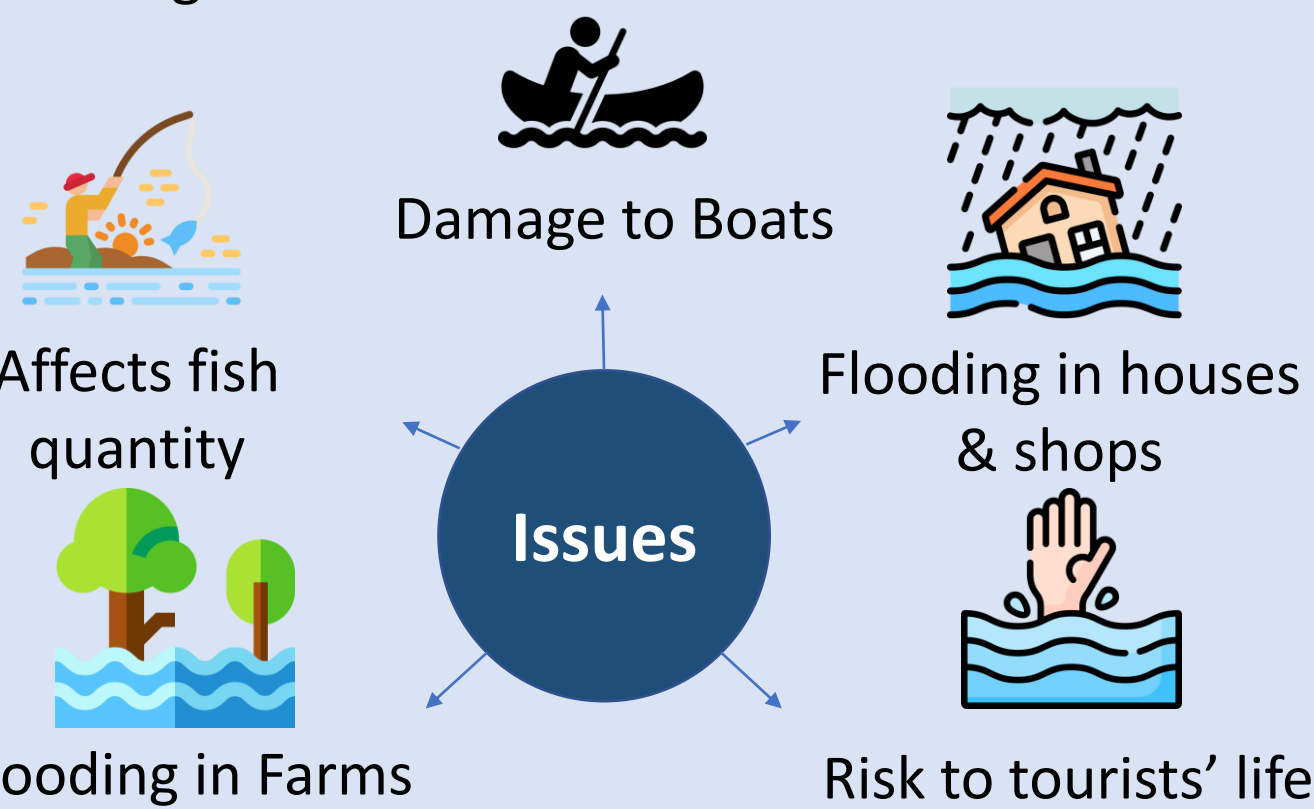 Damage to Boats
Affects fish
quantity
Flooding in houses
& shops
Issues
ooding in Farms
Risk to tourists’ life